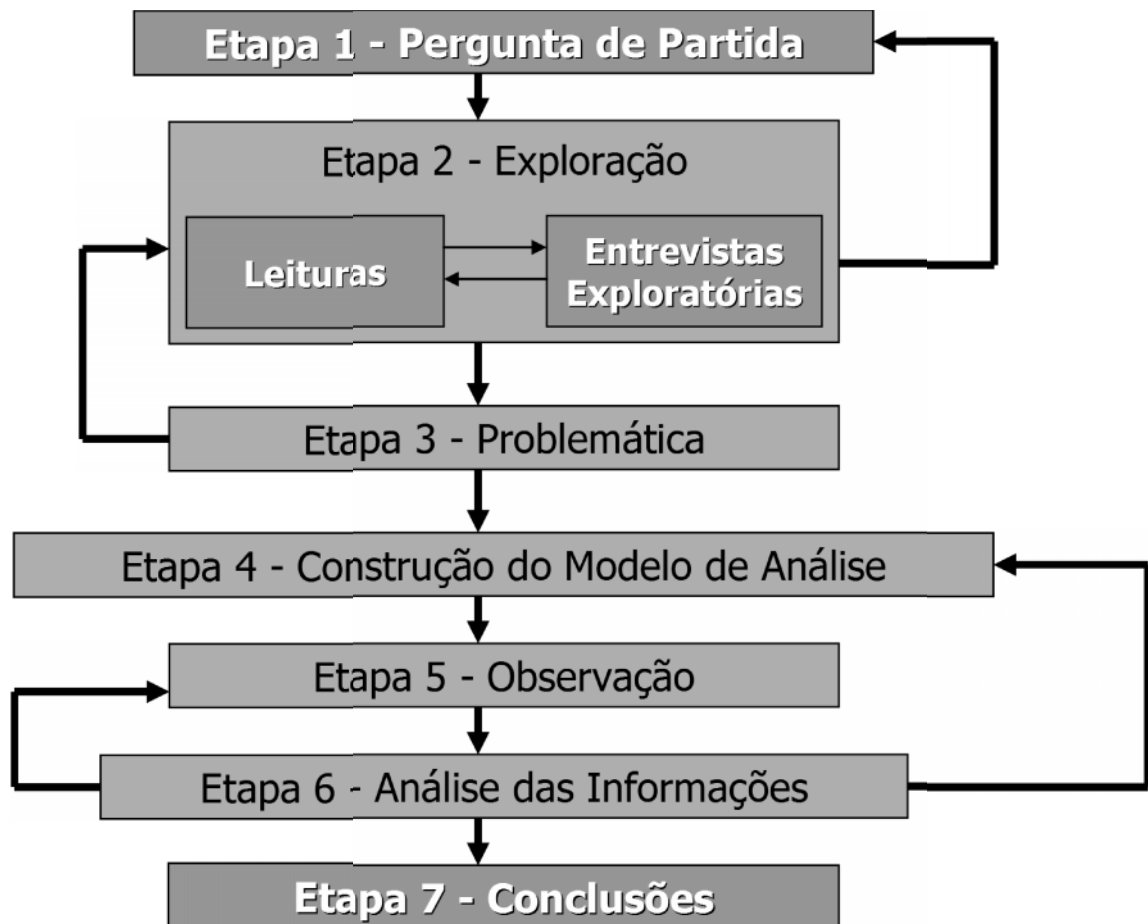 Etapa 1 - Pergunta de Partida
Etapa 2 - Exploração
Leituras
Entrevistas
Exploratórias
Etapa 3 - Problemática
Etapa 4 - Construção do Modelo de Análise
Etapa 5 - Observação
Etapa 6 - Análise das Informações
Etapa 7 - Conclusões